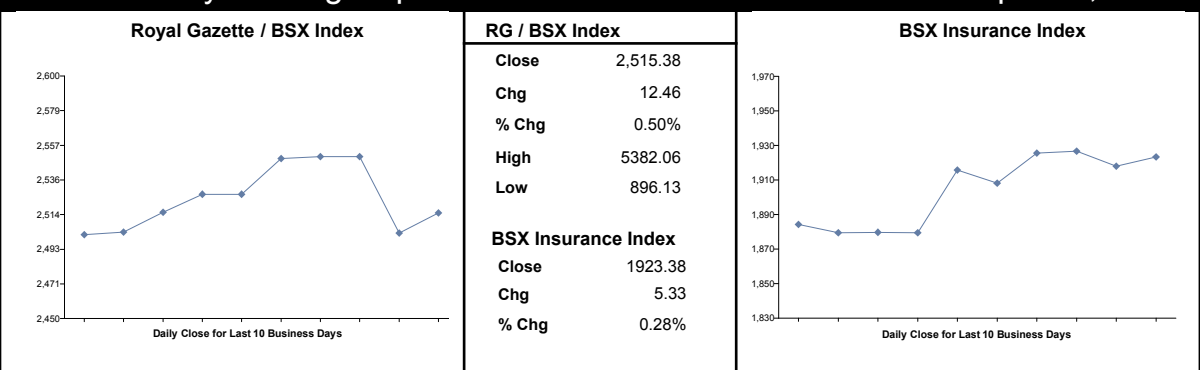 Royal Gazette / BSX Index
2,600
2,579
2,557
2,536
2,514
2,493
2,471
2,450
Daily Close for Last 10 Business Days
RG / BSX Index
Close 2,515.38
Chg 12.46
% Chg 0.50%
High 5382.06
Low 896.13
BSX Insurance Index
Close 1923.38
Chg 5.33
% Chg 0.28%
BSX Insurance Index
1,970
1,950
1,930
1,910
1,890
1,870
1,850
1,830
Daily Close for Last 10 Business Days